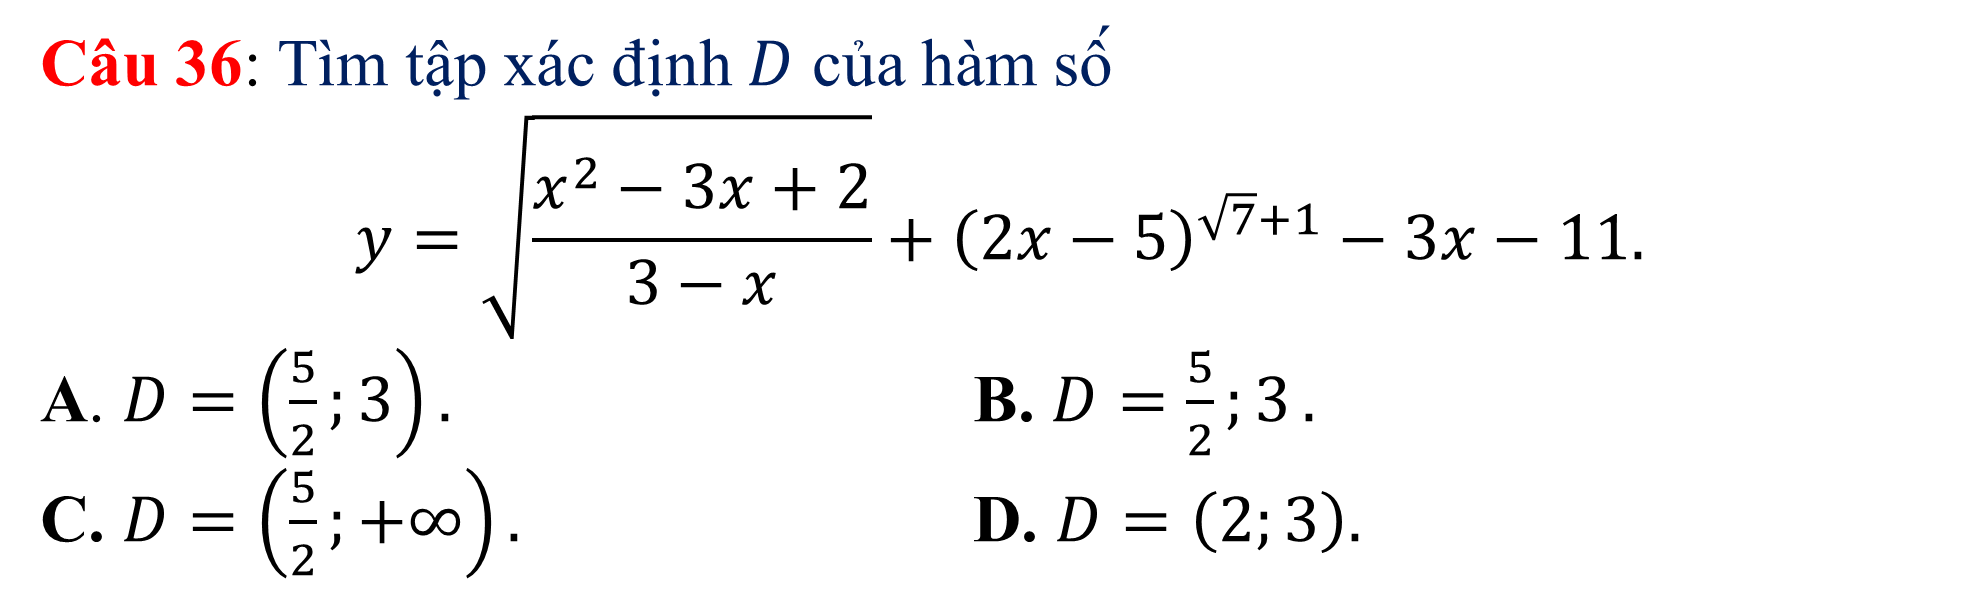 Câu 36: Tìm tập xác định D của hàm số
y = √((x² − 3x + 2)/(3 − x)) + (2x − 5)^(√7+1) − 3x − 11.
A. D = (5/2; 3). B. D = 5/2; 3.
C. D = (5/2; +∞). D. D = (2; 3).